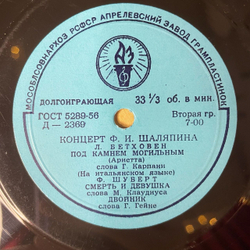 МОСОБЛСОВНАРХОЗ РСФСР АПРЕЛЕВСКИЙ ЗАВОД ГРАМПЛАСТИНОК
ДОЛГОИГРАЮЩАЯ 33 1/3 об. в мин.
ГОСТ 5289-56 Вторая гр.
Д—2369 7-00
КОНЦЕРТ Ф. И. ШАЛЯПИНА
Л. БЕТХОВЕН
ПОД КАМНЕМ МОГИЛЬНЫМ
(Ариетта)
слова Г. Карпани
(На итальянском языке)
Ф. ШУБЕРТ
СМЕРТЬ И ДЕВУШКА
слова М. Клаудиуса
ДВОЙНИК
слова Г. Гейне